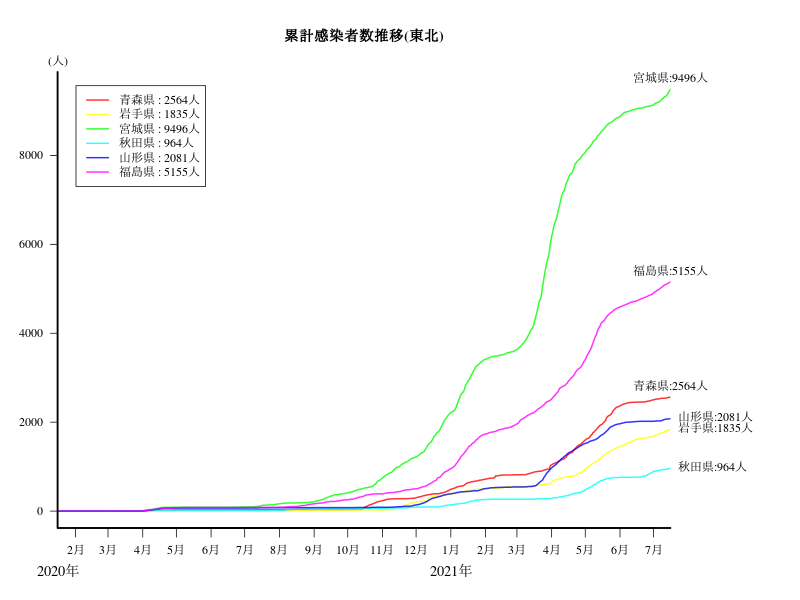 累計感染者数推移(東北)
(人)
青森県 : 2564人
岩手県 : 1835人
宮城県 : 9496人
秋田県 : 964人
山形県 : 2081人
福島県 : 5155人
宮城県:9496人
福島県:5155人
青森県:2564人
山形県:2081人
岩手県:1835人
秋田県:964人
8000
6000
4000
2000
0
2月 3月 4月 5月 6月 7月 8月 9月 10月 11月 12月 1月 2月 3月 4月 5月 6月 7月
2020年 2021年